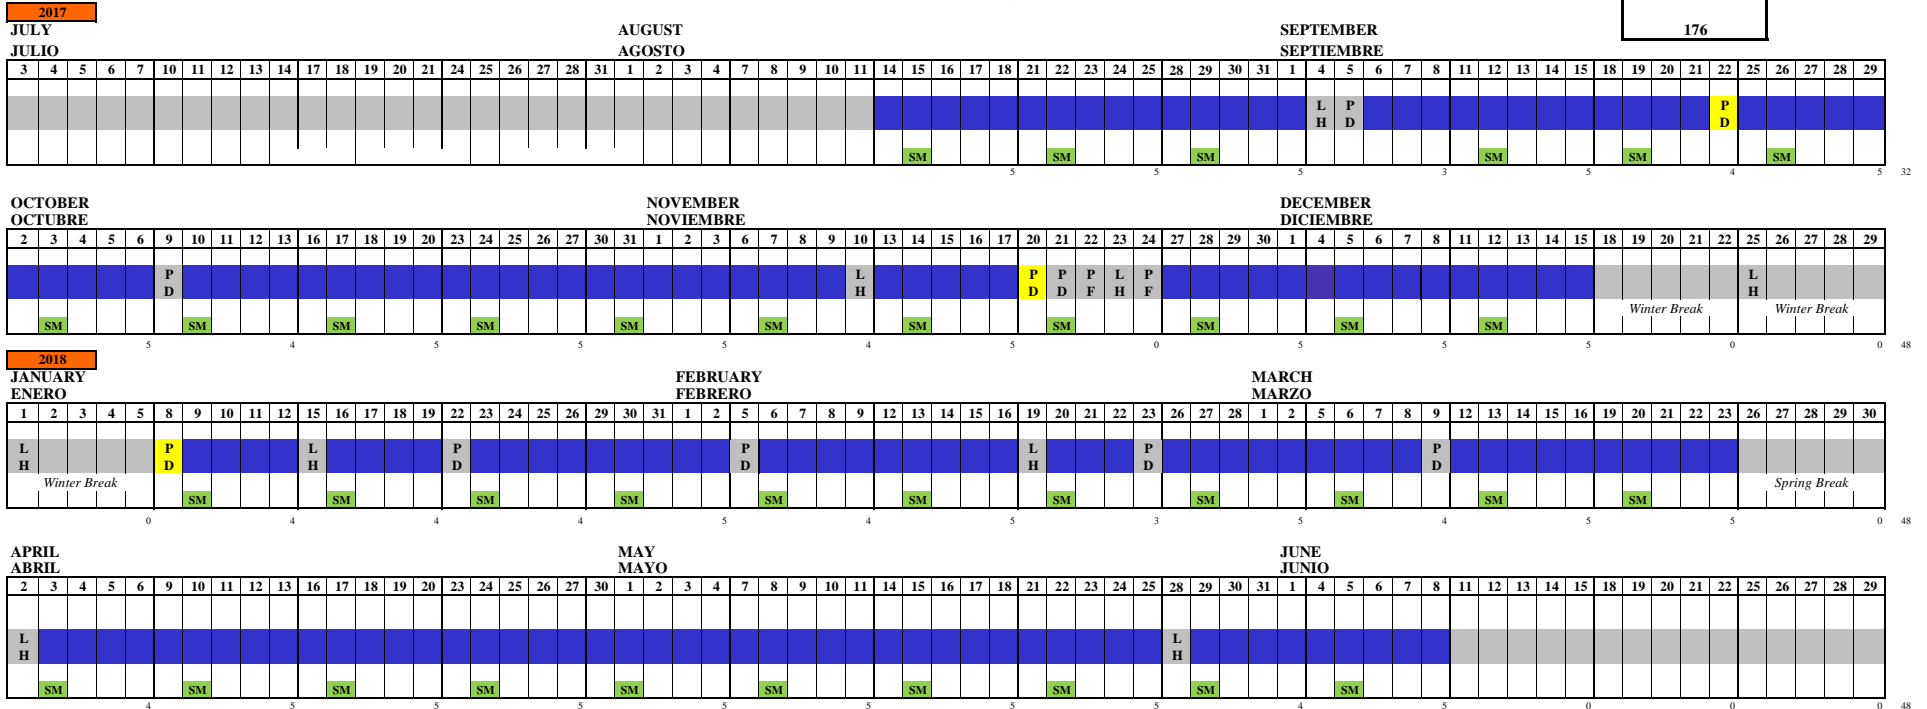 2017
176
JULY AUGUST SEPTEMBER
JULIO AGOSTO SEPTIEMBRE
3 4 5 6 7 10 11 12 13 14 17 18 19 20 21 24 25 26 27 28 31 1 2 3 4 7 8 9 10 11 14 15 16 17 18 21 22 23 24 25 28 29 30 31 1 4 5 6 7 8 11 12 13 14 15 18 19 20 21 22 25 26 27 28 29
L P P
H D D
SM SM SM SM SM SM
5 5 5 3 5 4 5 32
OCTOBER NOVEMBER DECEMBER
OCTUBRE NOVIEMBRE DICIEMBRE
2 3 4 5 6 9 10 11 12 13 16 17 18 19 20 23 24 25 26 27 30 31 1 2 3 6 7 8 9 10 13 14 15 16 17 20 21 22 23 24 27 28 29 30 1 4 5 6 7 8 11 12 13 14 15 18 19 20 21 22 25 26 27 28 29
P L P P P L P L
D H D D F H F H
Winter Break Winter Break
SM SM SM SM SM SM SM SM SM SM SM
5 4 5 5 5 4 5 0 5 5 5 0 0 48
2018
JANUARY FEBRUARY MARCH
ENERO FEBRERO MARZO
1 2 3 4 5 8 9 10 11 12 15 16 17 18 19 22 23 24 25 26 29 30 31 1 2 5 6 7 8 9 12 13 14 15 16 19 20 21 22 23 26 27 28 1 2 5 6 7 8 9 12 13 14 15 16 19 20 21 22 23 26 28 29 30
L P L P P L P P
H D H D D H D D
Winter Break Spring Break
SM SM SM SM SM SM SM SM SM SM SM
0 4 4 4 5 4 5 3 5 4 5 5 0 48
APRIL MAY JUNE
ABRIL MAYO JUNIO
2 3 4 5 6 9 10 11 12 13 16 17 18 19 20 23 24 25 26 27 30 1 2 3 4 7 8 9 10 11 14 15 16 17 18 21 22 23 24 25 28 29 30 31 1 4 5 6 7 8 11 12 13 14 15 18 19 20 21 22 25 26 27 28 29
L L
H H
SM SM SM SM SM SM SM SM SM SM
4 5 5 5 5 5 5 5 4 5 0 0 0 48